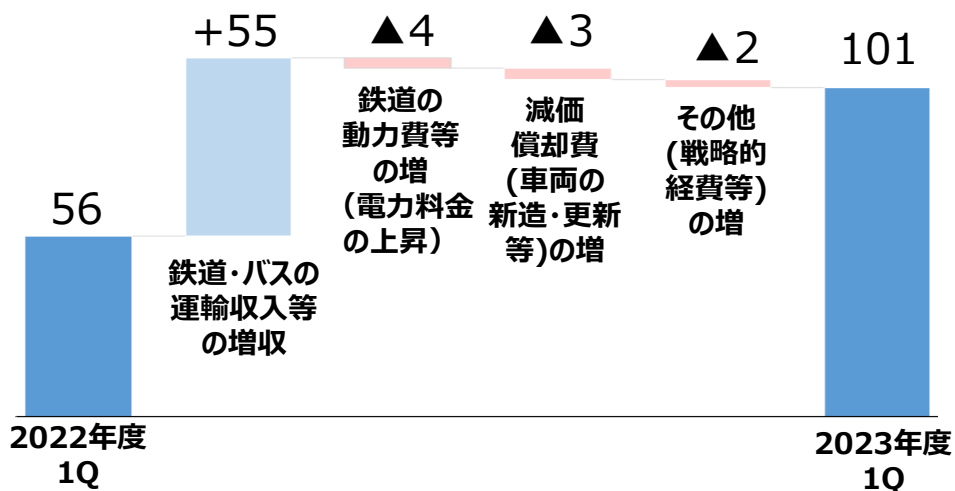 56
2022年度
1Q
+55
鉄道・バスの
運輸収入等
の増収
▲4
鉄道の
動力費等
の増
（電力料金
の上昇）
▲3
減価
償却費
(車両の
新造・更新
等)の増
▲2
その他
(戦略的
経費等)
の増
101
2023年度
1Q